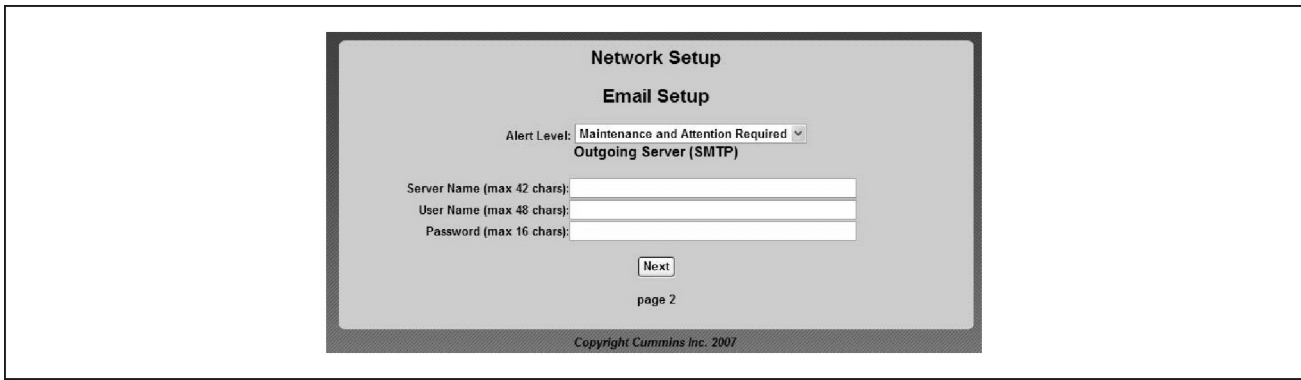 Network Setup
Email Setup
Alert Level: Maintenance and Attention Required
Outgoing Server (SMTP)
Server Name (max 42 chars):
User Name (max 48 chars):
Password (max 16 chars):
Next
page 2
Copyright Cummins Inc. 2007